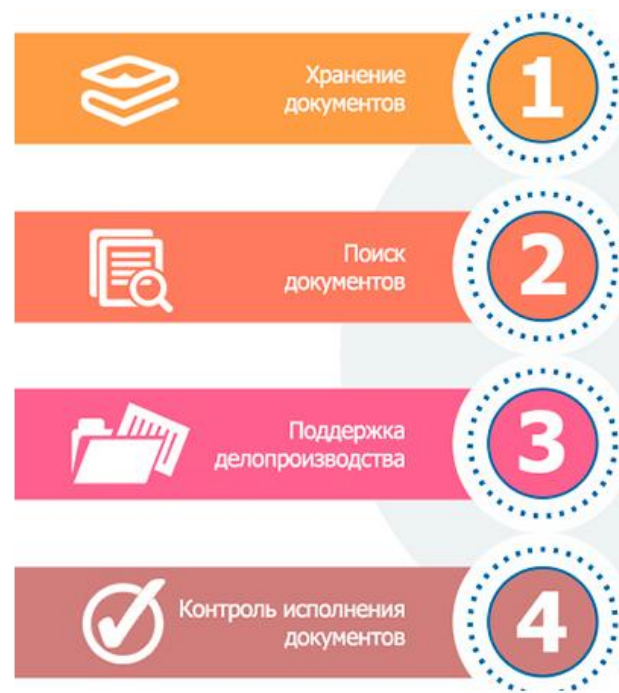 Хранение
документов
1
Поиск
документов
2
Поддержка
делопроизводства
3
Контроль исполнения
документов
4